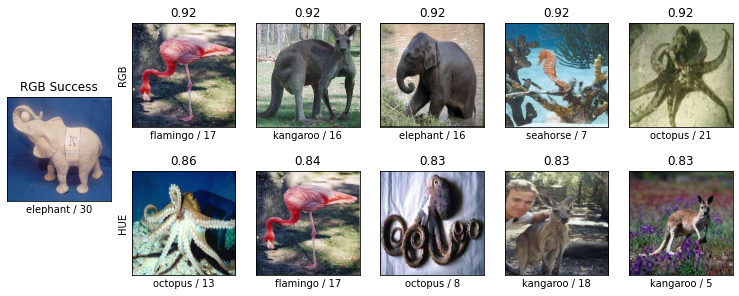 0.92 0.92 0.92 0.92 0.92
RGB Success
RGB
flamingo / 17 kangaroo / 16 elephant / 16 seahorse / 7 octopus / 21
elephant / 30
0.86 0.84 0.83 0.83 0.83
HUE
octopus / 13 flamingo / 17 octopus / 8 kangaroo / 18 kangaroo / 5